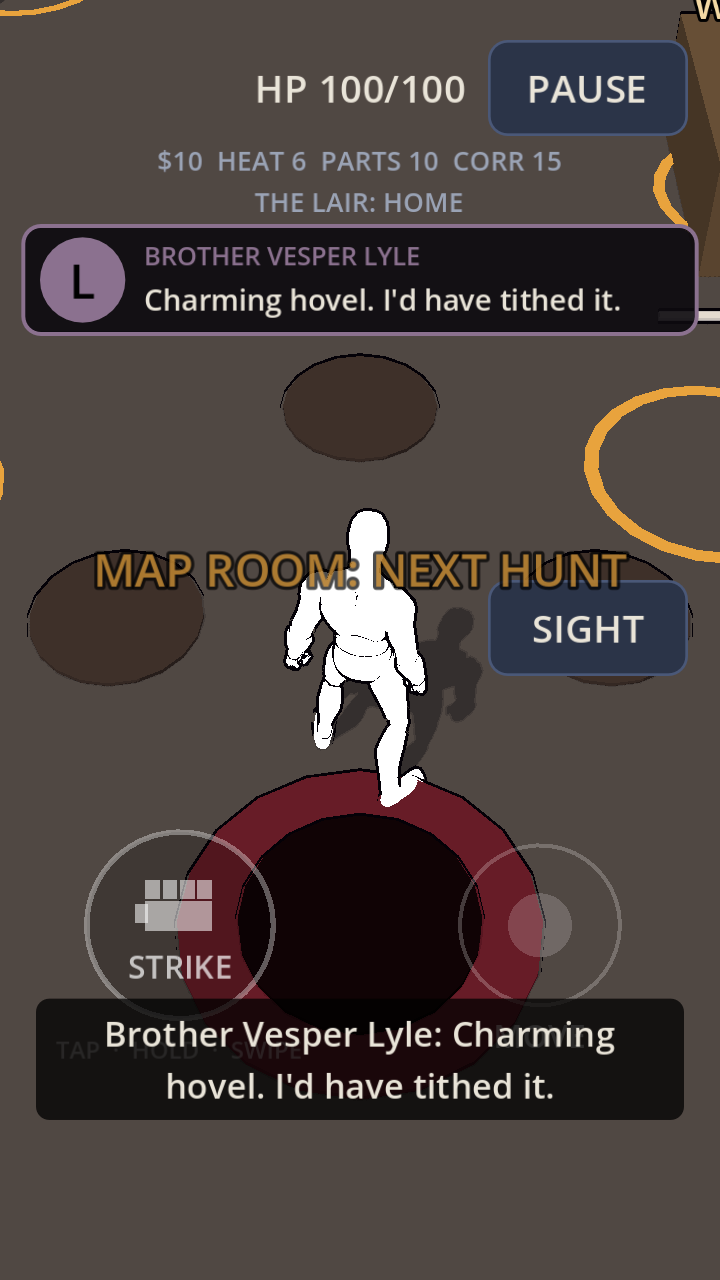 HP 100/100
PAUSE
$10 HEAT 6 PARTS 10 CORR 15
THE LAIR: HOME
L
BROTHER VESPER LYLE
Charming hovel. I'd have tithed it.
MAP ROOM: NEXT HUNT
SIGHT
STRIKE
TAP · HOLD · SWIPE
MOVE
Brother Vesper Lyle: Charming
hovel. I'd have tithed it.